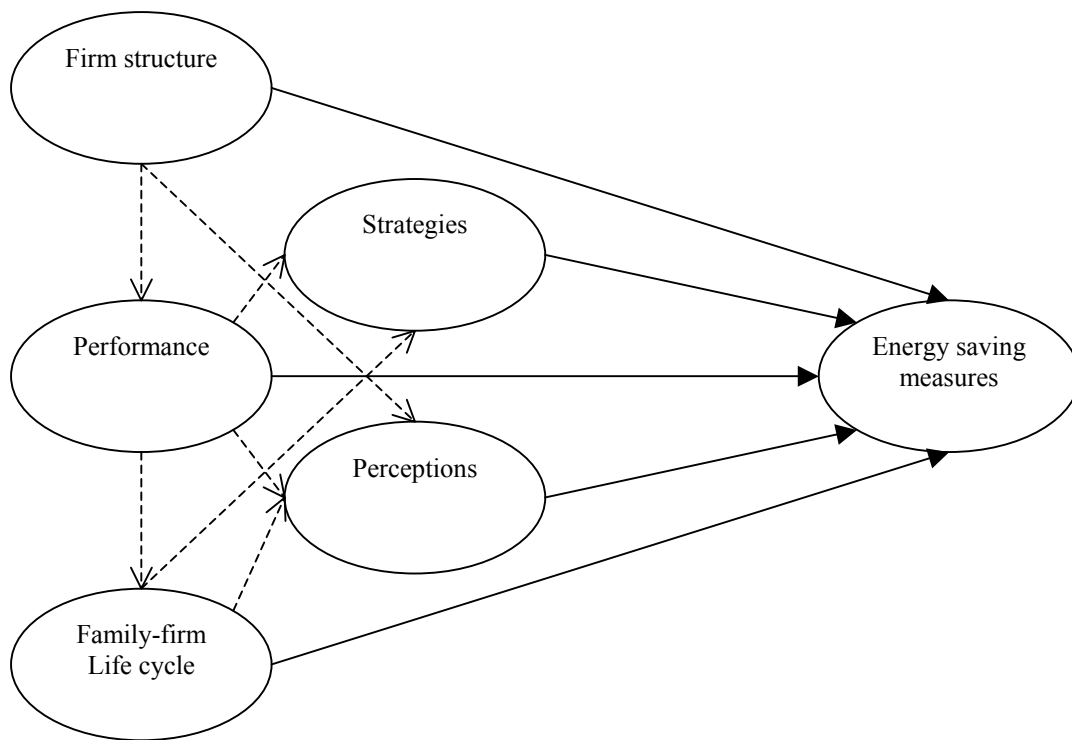 Firm structure
Strategies
Performance
Energy saving
measures
Perceptions
Family-firm
Life cycle